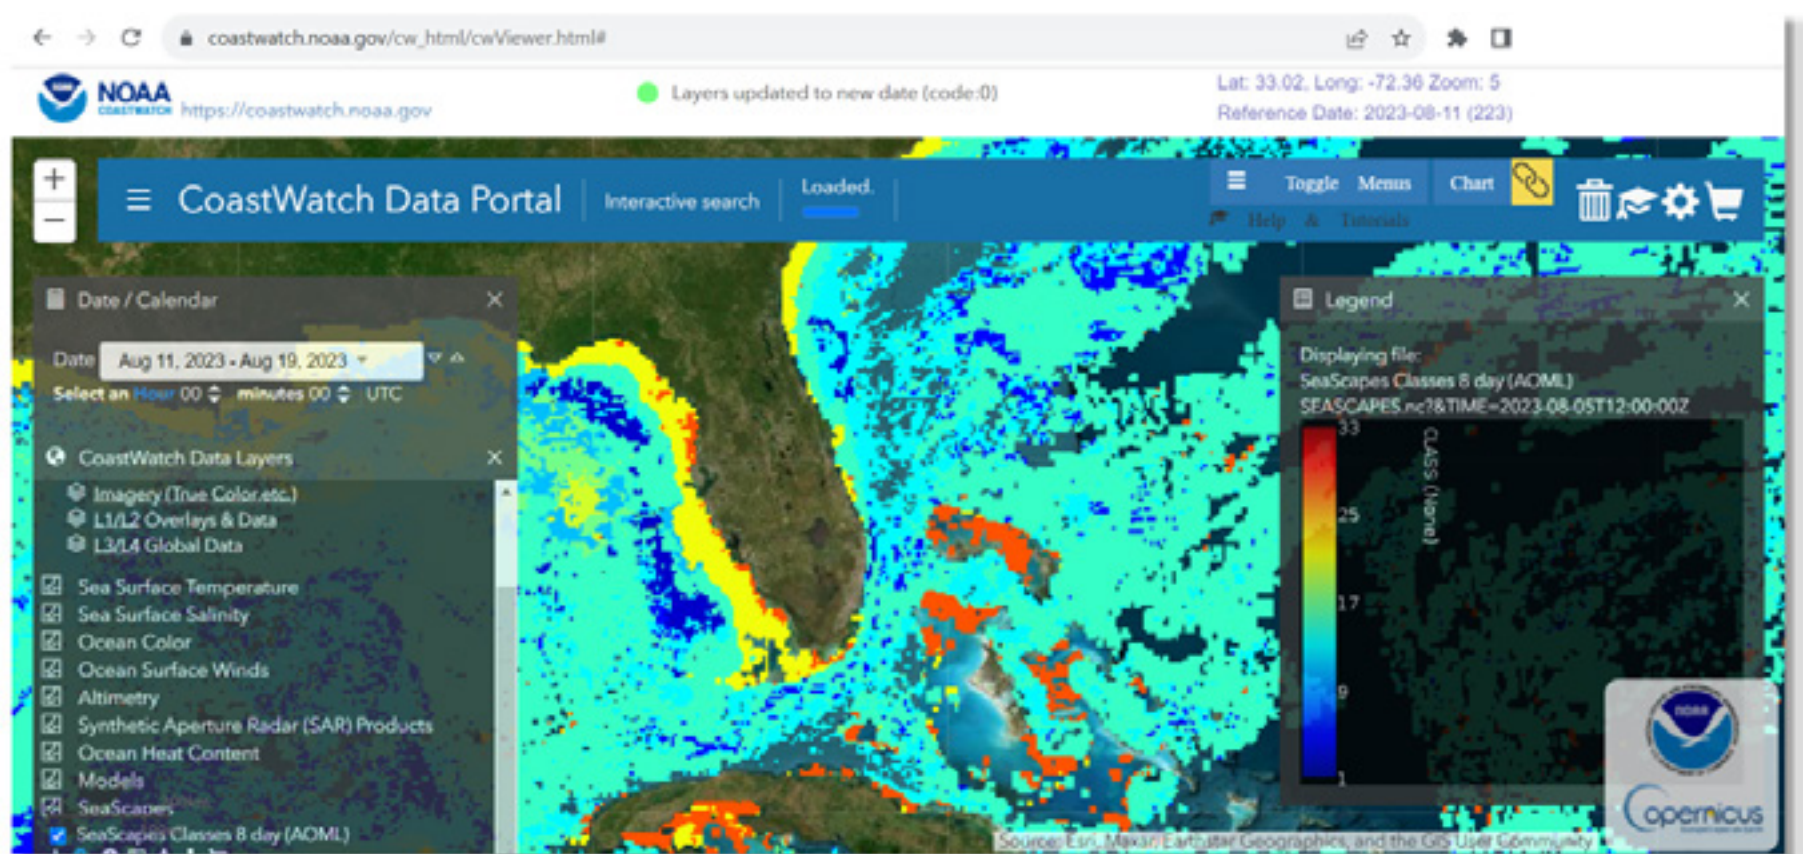 coastwatch.noaa.gov/cw_html/cwViewer.html#
NOAA
COASTWATCH
https://coastwatch.noaa.gov
Layers updated to new date (code:0)
Lat: 33.02, Long: -72.36 Zoom: 5
Reference Date: 2023-08-11 (223)
+
−
CoastWatch Data Portal
Interactive search
Loaded.
Toggle Menus
Chart
Help & Tutorials
Date / Calendar
Date Aug 11, 2023 - Aug 19, 2023
Select an Hour 00 minutes 00 UTC
CoastWatch Data Layers
Imagery (True Color.etc.)
L1/L2 Overlays & Data
L3/L4 Global Data
Sea Surface Temperature
Sea Surface Salinity
Ocean Color
Ocean Surface Winds
Altimetry
Synthetic Aperture Radar (SAR) Products
Ocean Heat Content
Models
SeaScapes
SeaScapes Classes 8 day (AOML)
Legend
Displaying file:
SeaScapes Classes 8 day (AOML)
SEASCAPES.nc?&TIME=2023-08-05T12:00:00Z
33
25
17
9
1
CLASS (None)
NOAA
Copernicus
Source: Esri, Maxar, Earthstar Geographics, and the GIS User Community